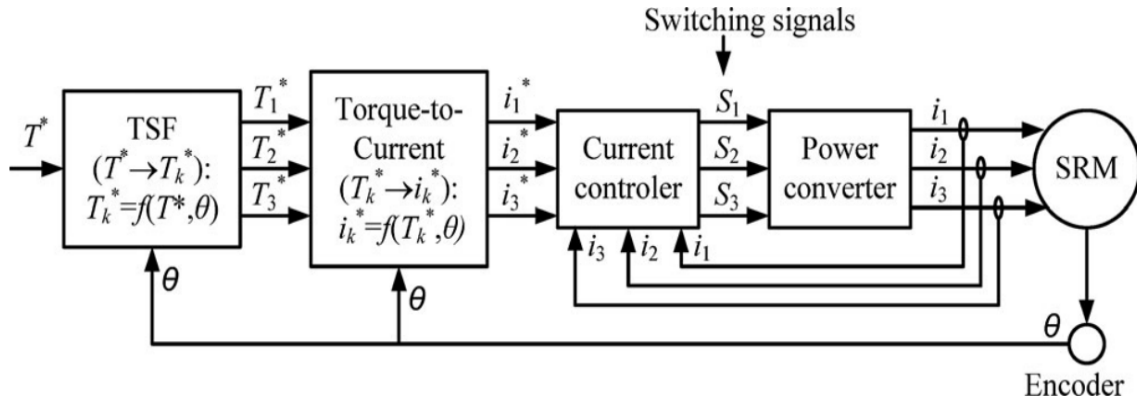 Switching signals
T*
TSF
(T*→Tk*):
Tk*=f(T*,θ)
T1*
T2*
T3*
Torque-to-
Current
(Tk*→ik*):
ik*=f(Tk*,θ)
i1*
i2*
i3*
Current
controler
S1
S2
S3
Power
converter
i1
i2
i3
SRM
i3
i2
i1
θ
θ
θ
Encoder